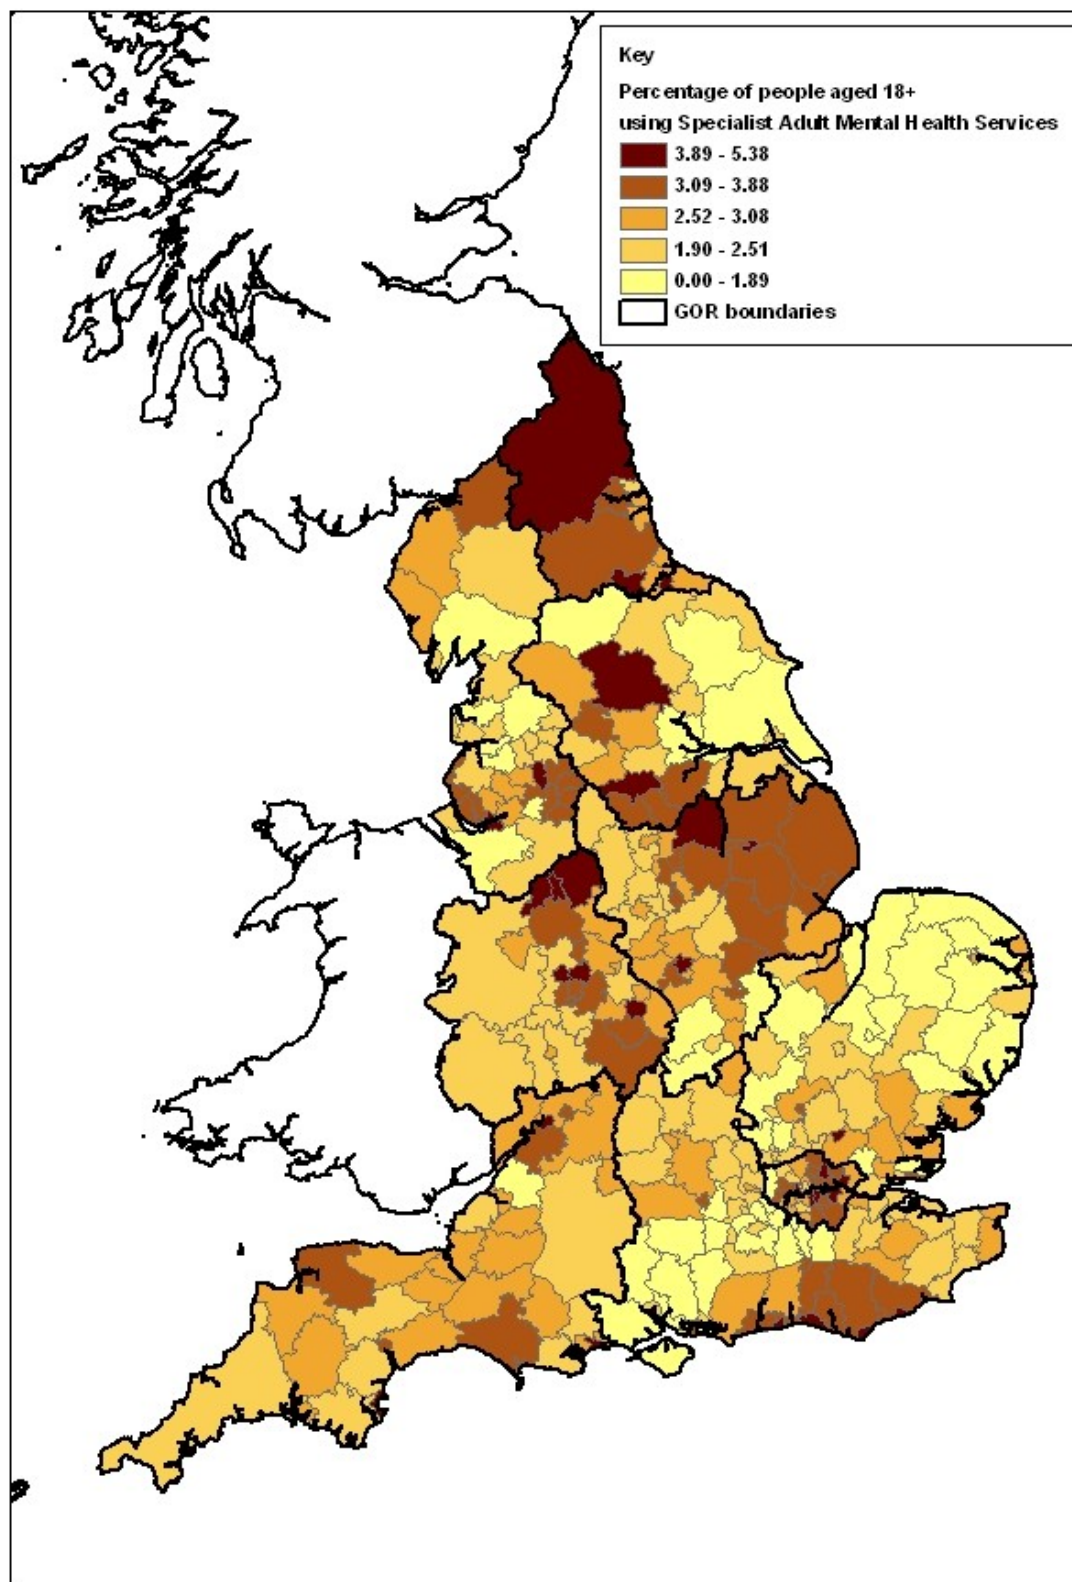 Key
Percentage of people aged 18+
using Specialist Adult Mental Health Services
3.89 - 5.38
3.09 - 3.88
2.52 - 3.08
1.90 - 2.51
0.00 - 1.89
GOR boundaries